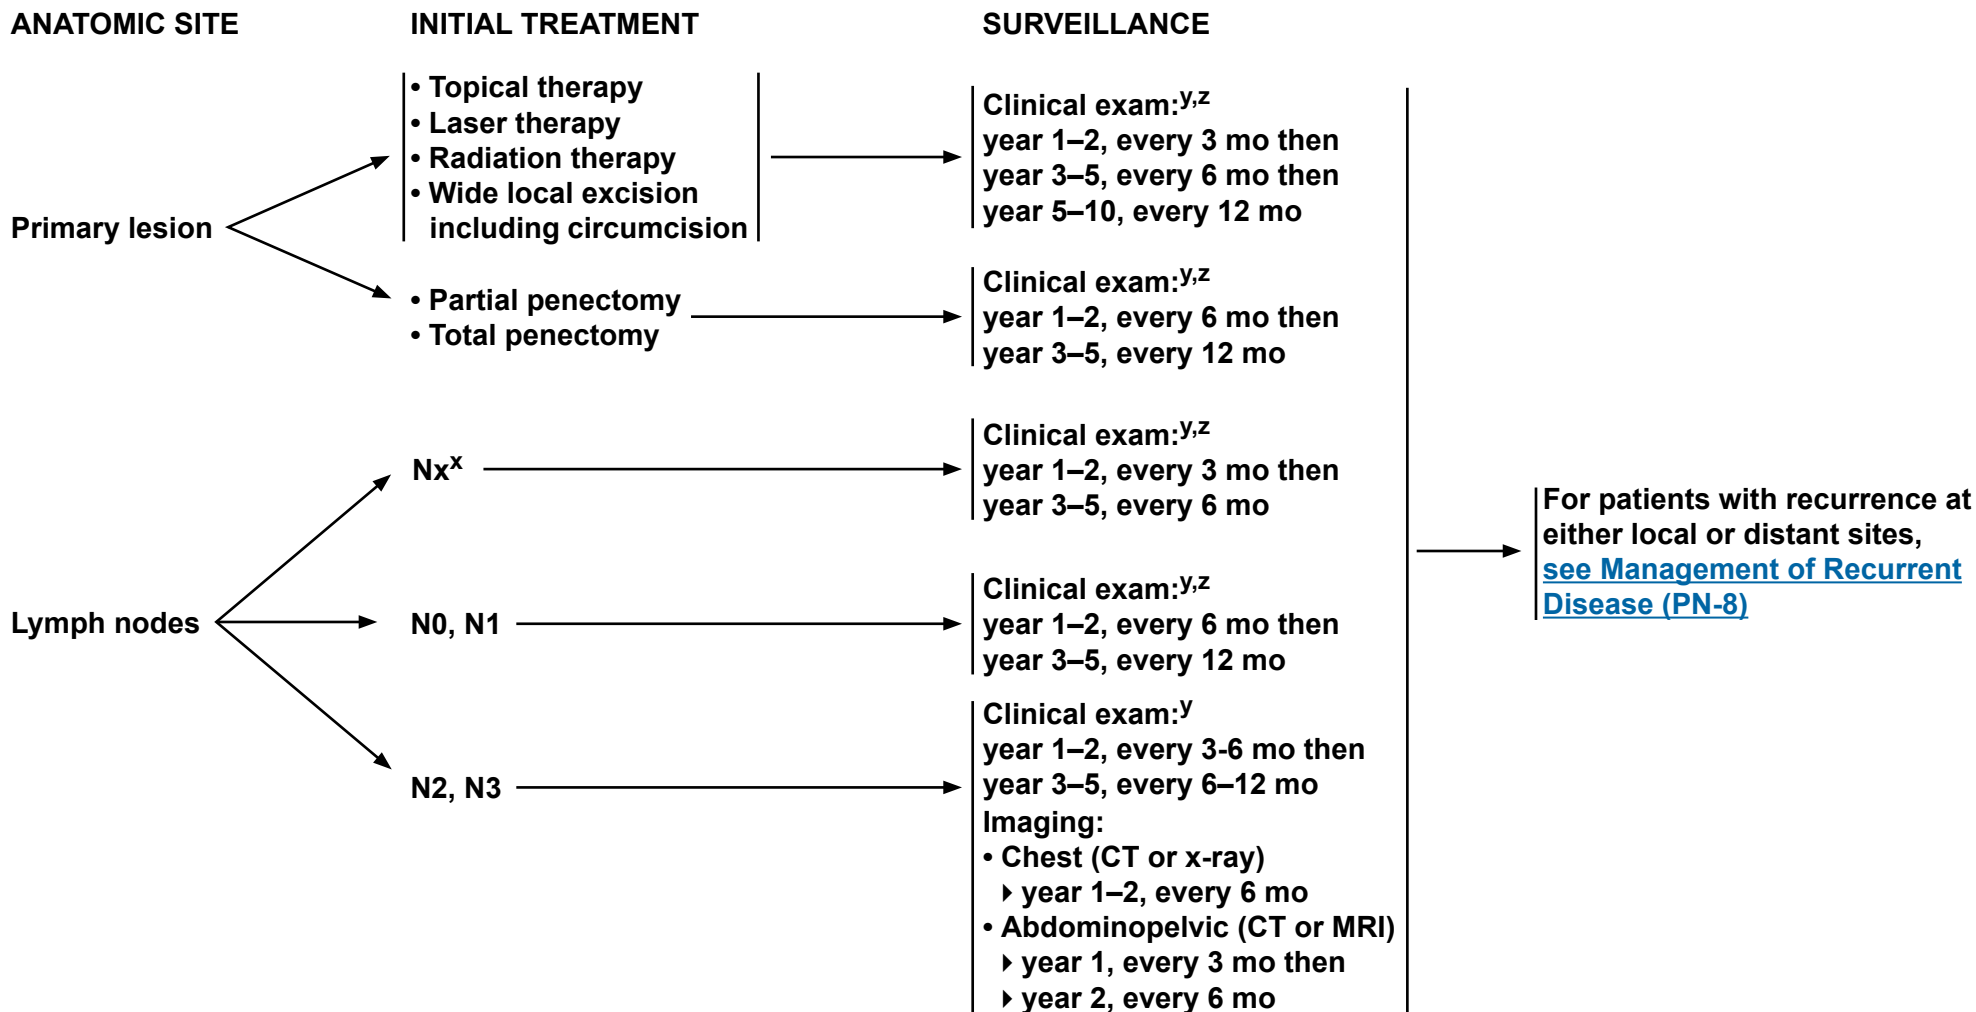 ANATOMIC SITE
INITIAL TREATMENT
SURVEILLANCE
Primary lesion
• Topical therapy
• Laser therapy
• Radiation therapy
• Wide local excision
including circumcision
Clinical exam:y,z
year 1–2, every 3 mo then
year 3–5, every 6 mo then
year 5–10, every 12 mo
• Partial penectomy
• Total penectomy
Clinical exam:y,z
year 1–2, every 6 mo then
year 3–5, every 12 mo
Lymph nodes
Nxx
Clinical exam:y,z
year 1–2, every 3 mo then
year 3–5, every 6 mo
N0, N1
Clinical exam:y,z
year 1–2, every 6 mo then
year 3–5, every 12 mo
N2, N3
Clinical exam:y
year 1–2, every 3-6 mo then
year 3–5, every 6–12 mo
Imaging:
• Chest (CT or x-ray)
‣ year 1–2, every 6 mo
• Abdominopelvic (CT or MRI)
‣ year 1, every 3 mo then
‣ year 2, every 6 mo
For patients with recurrence at
either local or distant sites,
see Management of Recurrent
Disease (PN-8)